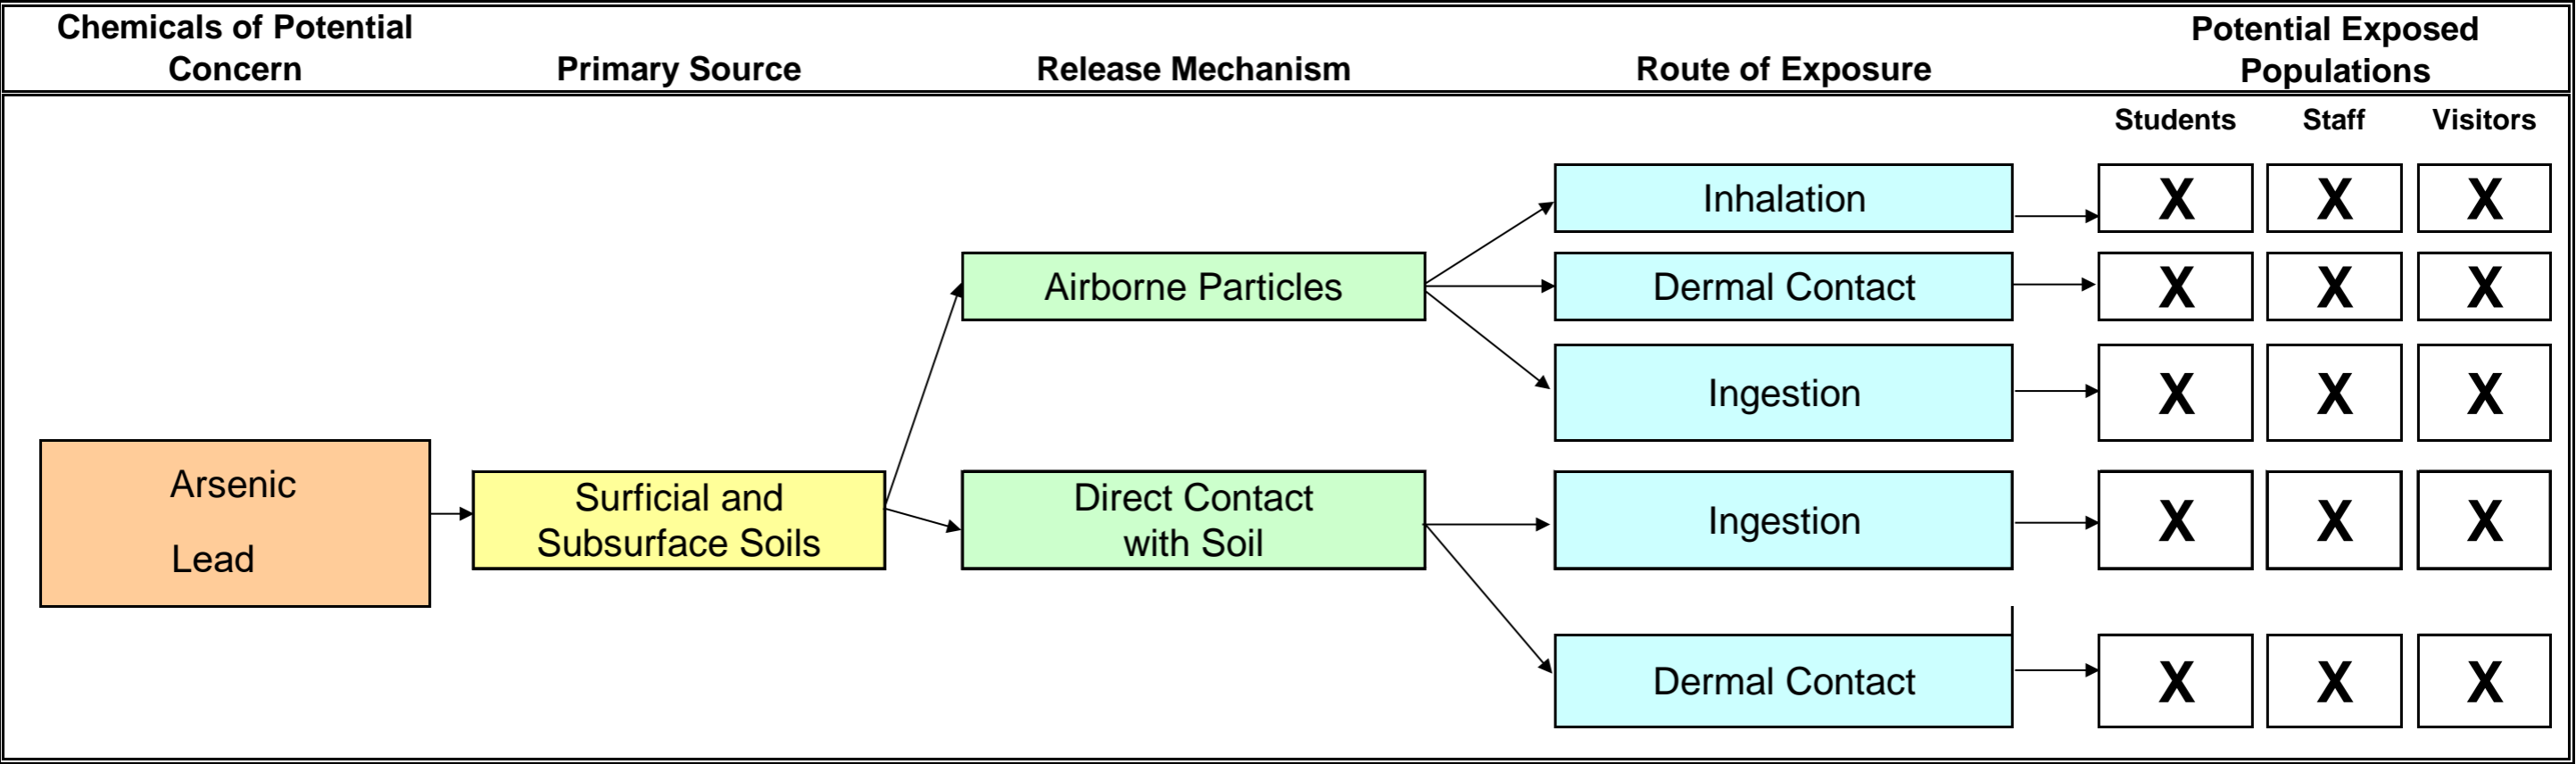 Chemicals of Potential
Concern
Primary Source
Release Mechanism
Route of Exposure
Potential Exposed
Populations
Students Staff Visitors
Inhalation X X X
Airborne Particles Dermal Contact X X X
Ingestion X X X
Arsenic
Lead
Surficial and
Subsurface Soils
Direct Contact
with Soil
Ingestion X X X
Dermal Contact X X X